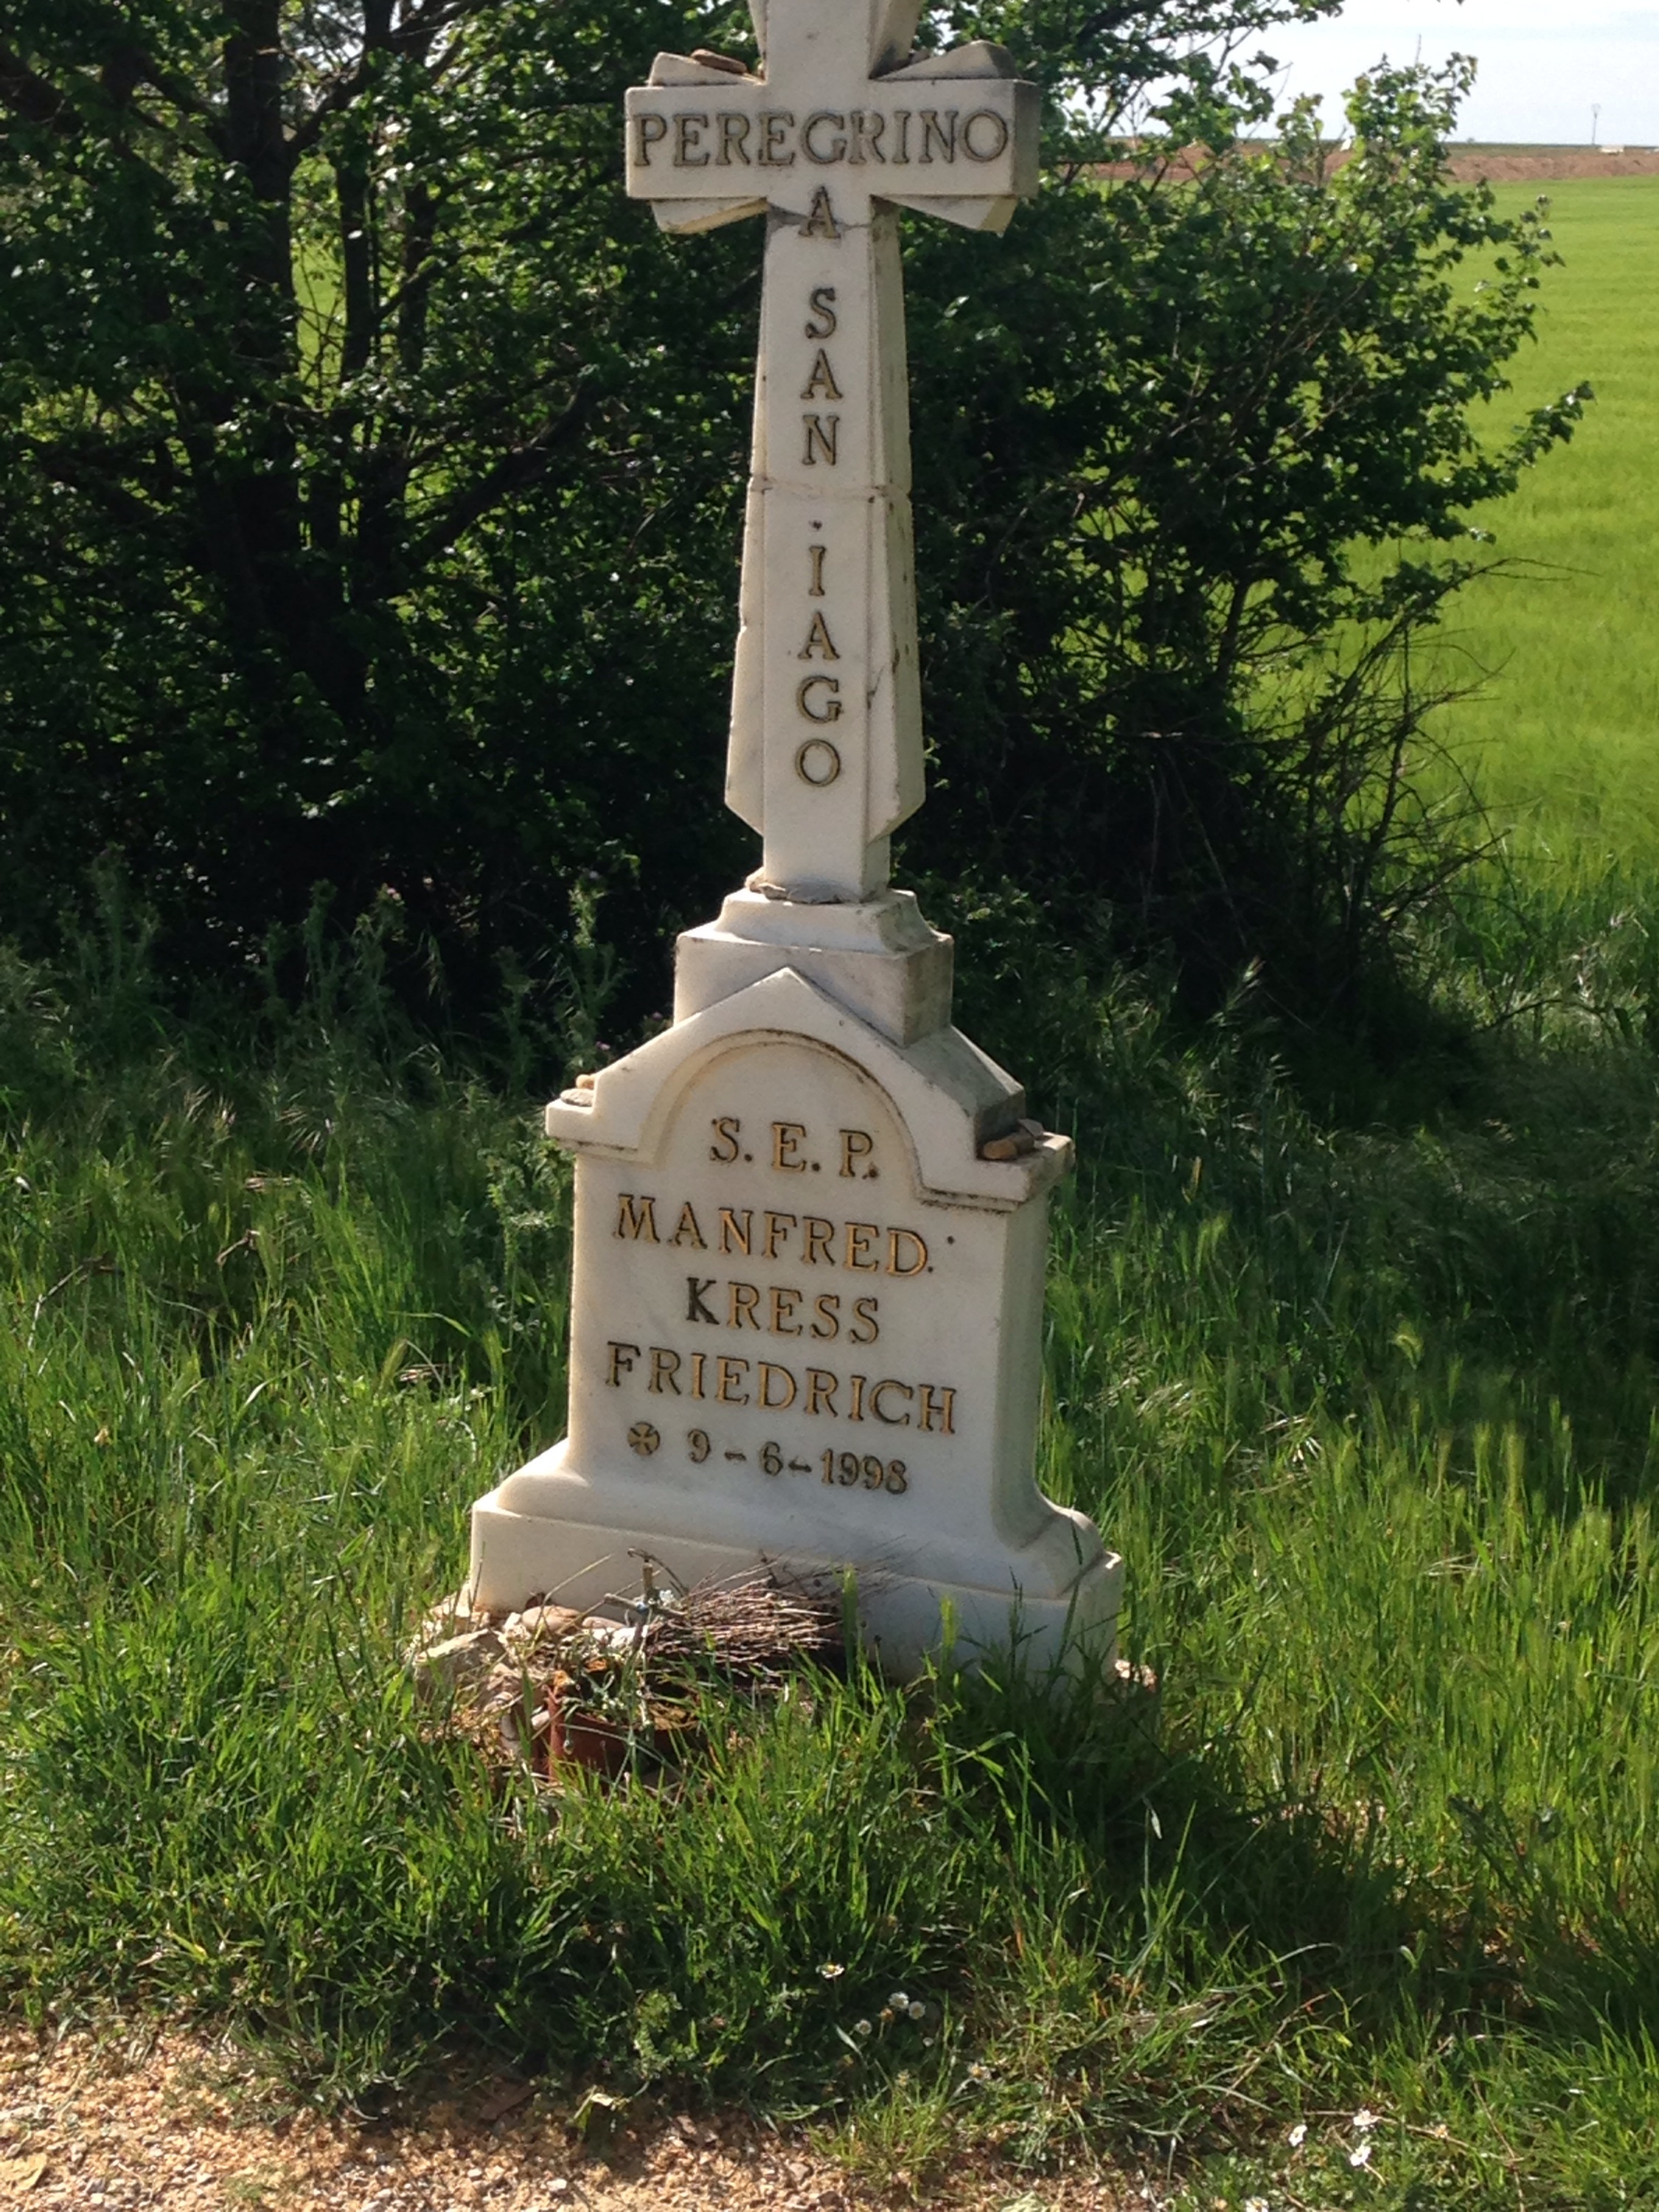 PEREGRINO
A
SAN
IAGO
S. E. P.
MANFRED.
KRESS
FRIEDRICH
✠ 9-6-1998